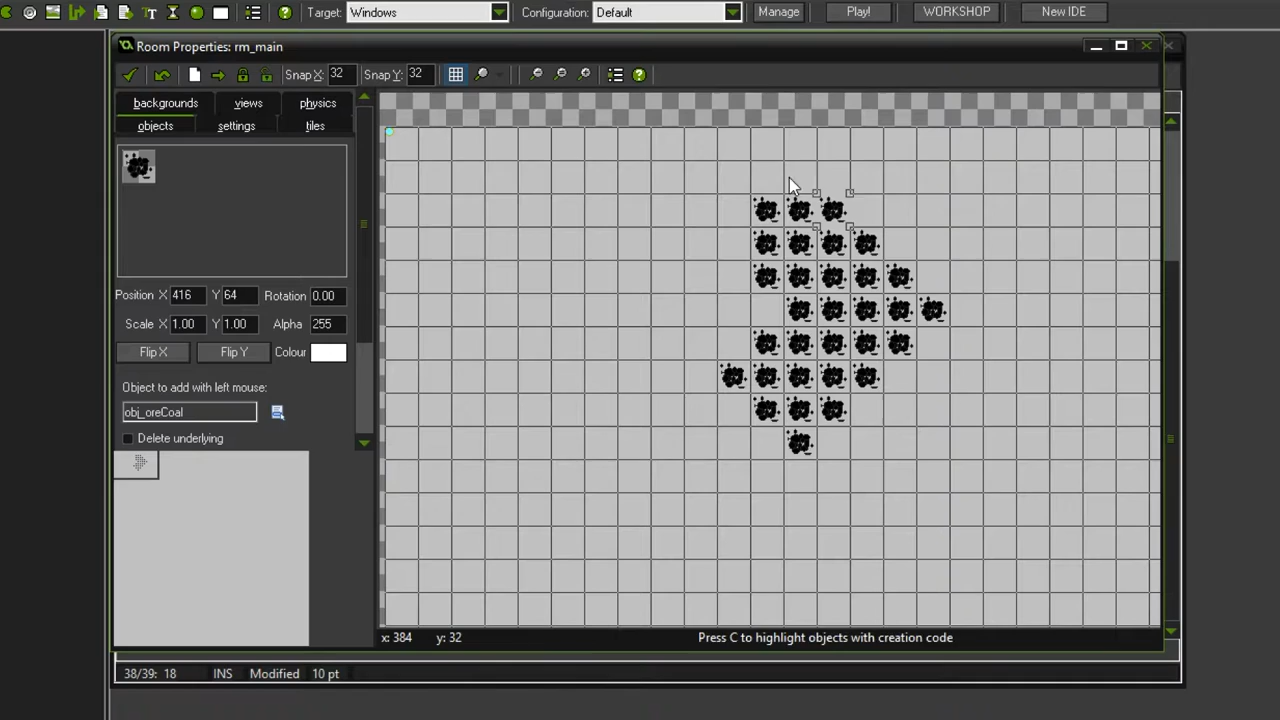 Target: Windows Configuration: Default Manage Play! WORKSHOP New IDE
Room Properties: rm_main
Snap X: 32 Snap Y: 32
backgrounds views physics
objects settings tiles
Position X 416 Y 64 Rotation 0.00
Scale X 1.00 Y 1.00 Alpha 255
Flip X Flip Y Colour
Object to add with left mouse:
obj_oreCoal
Delete underlying
x: 384 y: 32 Press C to highlight objects with creation code
38/39: 18 INS Modified 10 pt